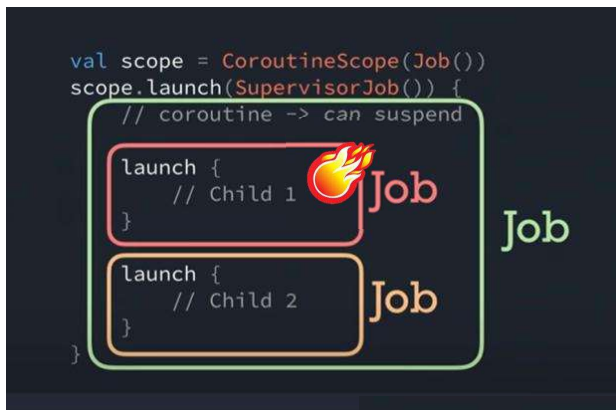 val scope = CoroutineScope(Job())
scope.launch(SupervisorJob()) {
// coroutine -> can suspend
launch {
// Child 1
}
Job
Job
launch {
// Child 2
}
Job
}